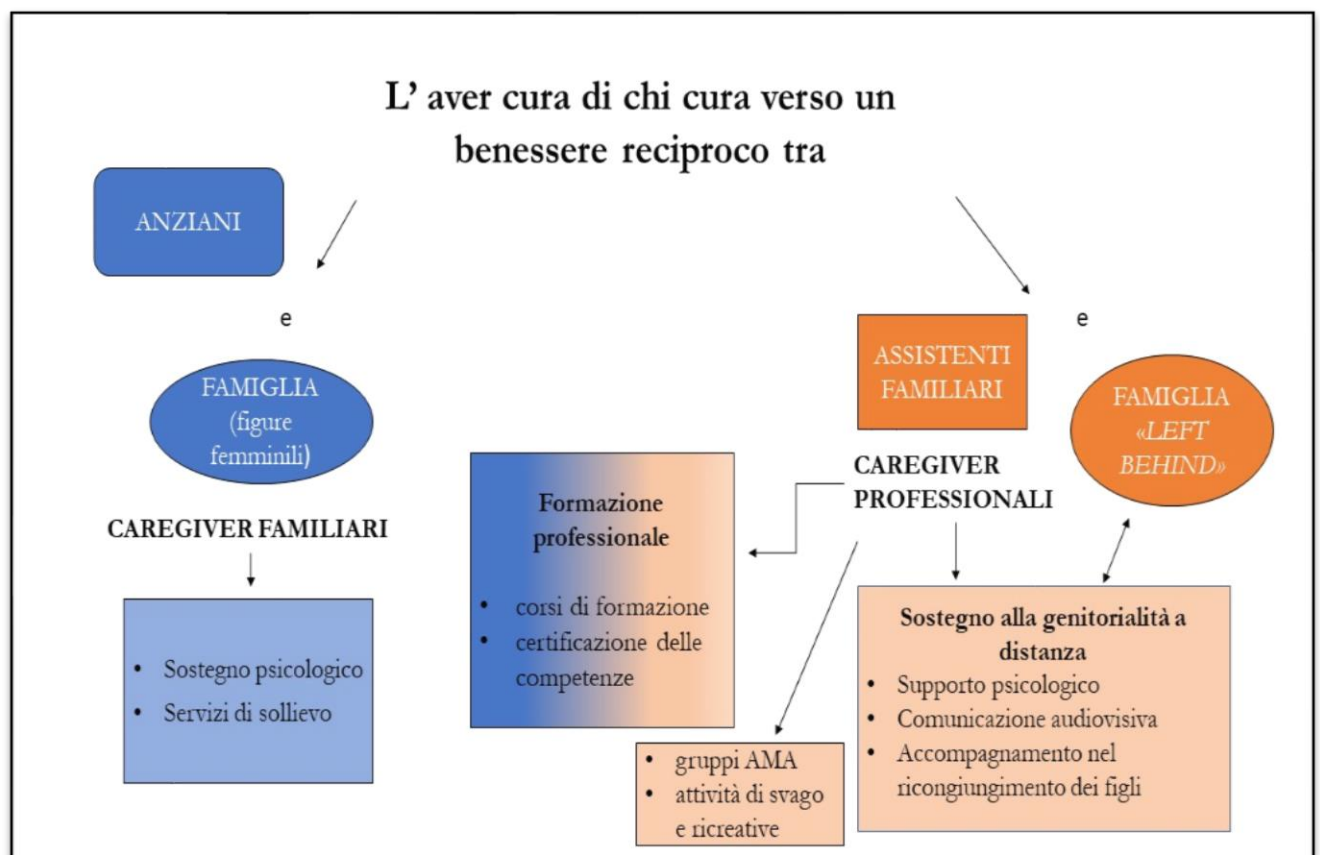 L' aver cura di chi cura verso un
benessere reciproco tra
ANZIANI
e
FAMIGLIA
(figure
femminili)
CAREGIVER FAMILIARI
• Sostegno psicologico
• Servizi di sollievo
Formazione
professionale
• corsi di formazione
• certificazione delle
competenze
ASSISTENTI
FAMILIARI
e
FAMIGLIA
«LEFT
BEHIND»
CAREGIVER
PROFESSIONALI
• gruppi AMA
• attività di svago
e ricreative
Sostegno alla genitorialità a
distanza
• Supporto psicologico
• Comunicazione audiovisiva
• Accompagnamento nel
ricongiungimento dei figli